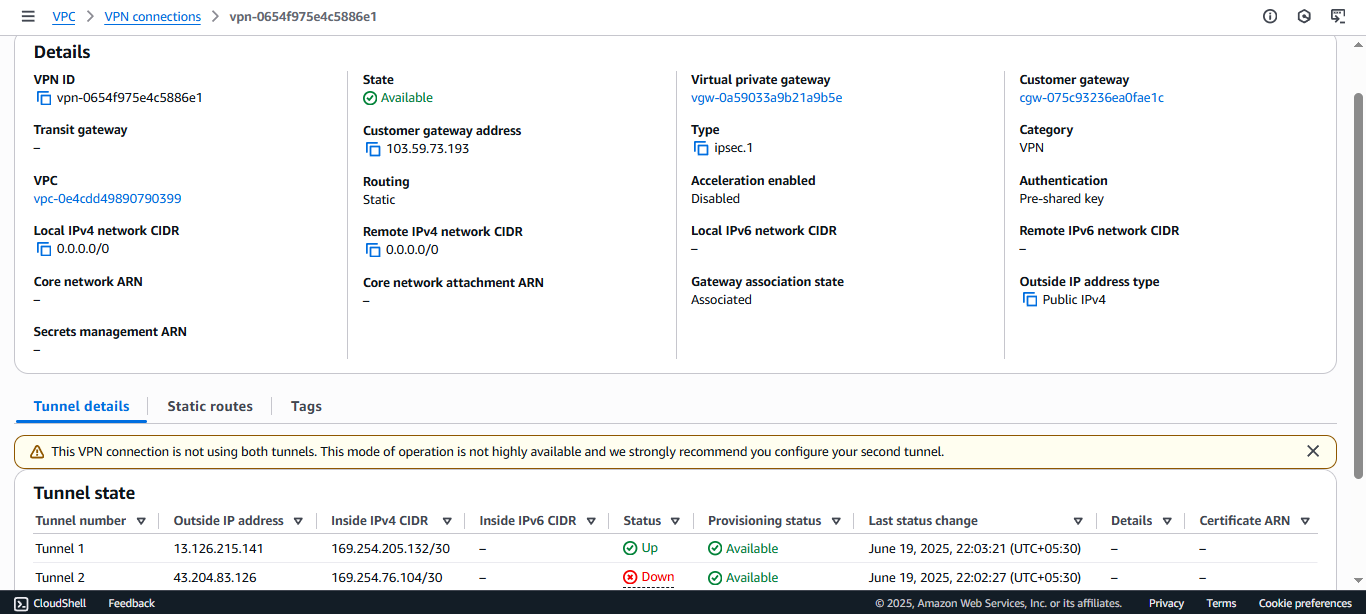 VPC > VPN connections > vpn-0654f975e4c5886e1
Details
VPN ID
vpn-0654f975e4c5886e1
State
Available
Virtual private gateway
vgw-0a59033a9b21a9b5e
Customer gateway
cgw-075c93236ea0fae1c
Transit gateway
–
Customer gateway address
103.59.73.193
Type
ipsec.1
Category
VPN
VPC
vpc-0e4cdd49890790399
Routing
Static
Acceleration enabled
Disabled
Authentication
Pre-shared key
Local IPv4 network CIDR
0.0.0.0/0
Remote IPv4 network CIDR
0.0.0.0/0
Local IPv6 network CIDR
–
Remote IPv6 network CIDR
–
Core network ARN
–
Core network attachment ARN
–
Gateway association state
Associated
Outside IP address type
Public IPv4
Secrets management ARN
–
Tunnel details Static routes Tags
This VPN connection is not using both tunnels. This mode of operation is not highly available and we strongly recommend you configure your second tunnel.
Tunnel state
Tunnel number Outside IP address Inside IPv4 CIDR Inside IPv6 CIDR Status Provisioning status Last status change Details Certificate ARN
Tunnel 1 13.126.215.141 169.254.205.132/30 – Up Available June 19, 2025, 22:03:21 (UTC+05:30) – –
Tunnel 2 43.204.83.126 169.254.76.104/30 – Down Available June 19, 2025, 22:02:27 (UTC+05:30) – –
CloudShell Feedback © 2025, Amazon Web Services, Inc. or its affiliates. Privacy Terms Cookie preferences